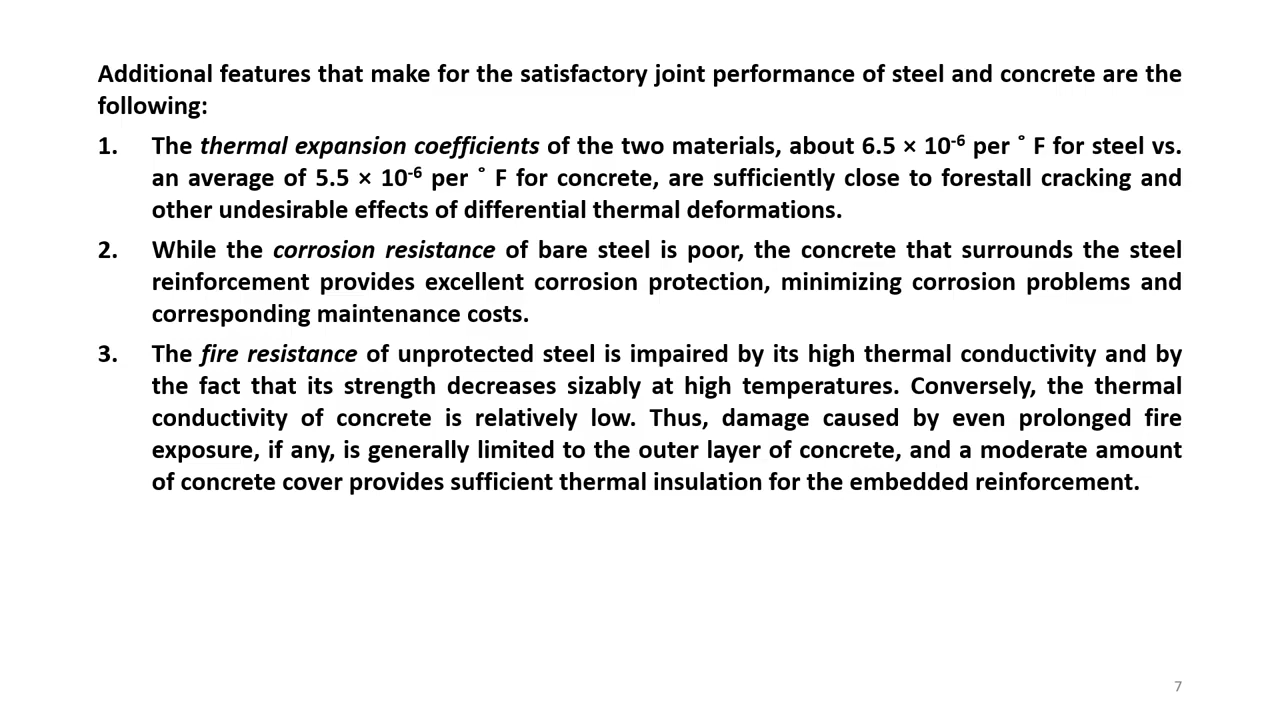 Additional features that make for the satisfactory joint performance of steel and concrete are the
following:
1. The thermal expansion coefficients of the two materials, about 6.5 × 10⁻⁶ per ˚ F for steel vs.
an average of 5.5 × 10⁻⁶ per ˚ F for concrete, are sufficiently close to forestall cracking and
other undesirable effects of differential thermal deformations.
2. While the corrosion resistance of bare steel is poor, the concrete that surrounds the steel
reinforcement provides excellent corrosion protection, minimizing corrosion problems and
corresponding maintenance costs.
3. The fire resistance of unprotected steel is impaired by its high thermal conductivity and by
the fact that its strength decreases sizably at high temperatures. Conversely, the thermal
conductivity of concrete is relatively low. Thus, damage caused by even prolonged fire
exposure, if any, is generally limited to the outer layer of concrete, and a moderate amount
of concrete cover provides sufficient thermal insulation for the embedded reinforcement.
7